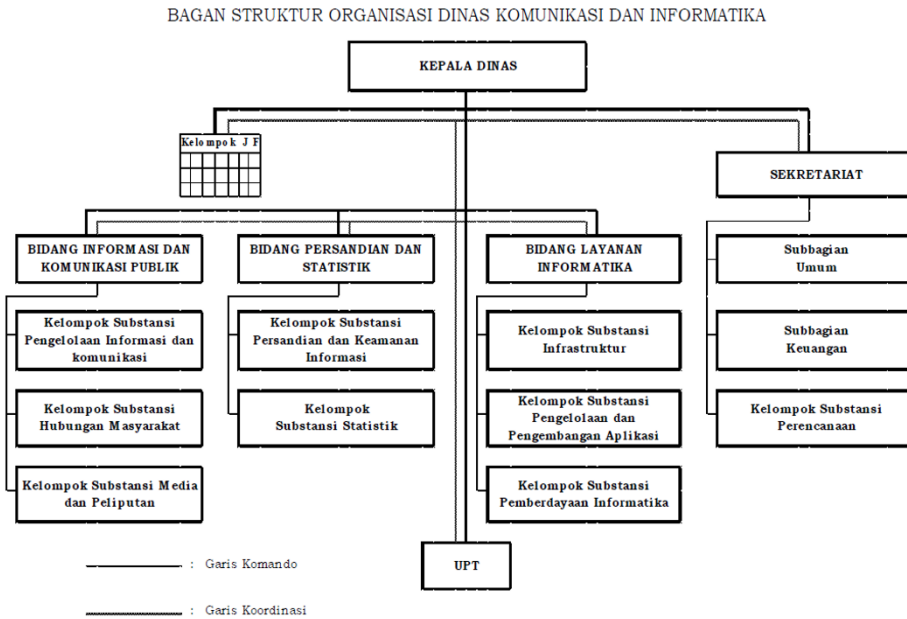 BAGAN STRUKTUR ORGANISASI DINAS KOMUNIKASI DAN INFORMATIKA
KEPALA DINAS
Kelompok J F
SEKRETARIAT
BIDANG INFORMASI DAN
KOMUNIKASI PUBLIK
BIDANG PERSANDIAN DAN
STATISTIK
BIDANG LAYANAN
INFORMATIKA
Subbagian
Umum
Kelompok Substansi
Pengelolaan Informasi dan
komunikasi
Kelompok Substansi
Persandian dan Keamanan
Informasi
Kelompok Substansi
Infrastruktur
Subbagian
Keuangan
Kelompok Substansi
Hubungan Masyarakat
Kelompok
Substansi Statistik
Kelompok Substansi
Pengelolaan dan
Pengembangan Aplikasi
Kelompok Substansi
Perencanaan
Kelompok Substansi Media
dan Peliputan
Kelompok Substansi
Pemberdayaan Informatika
UPT
: Garis Komando
: Garis Koordinasi